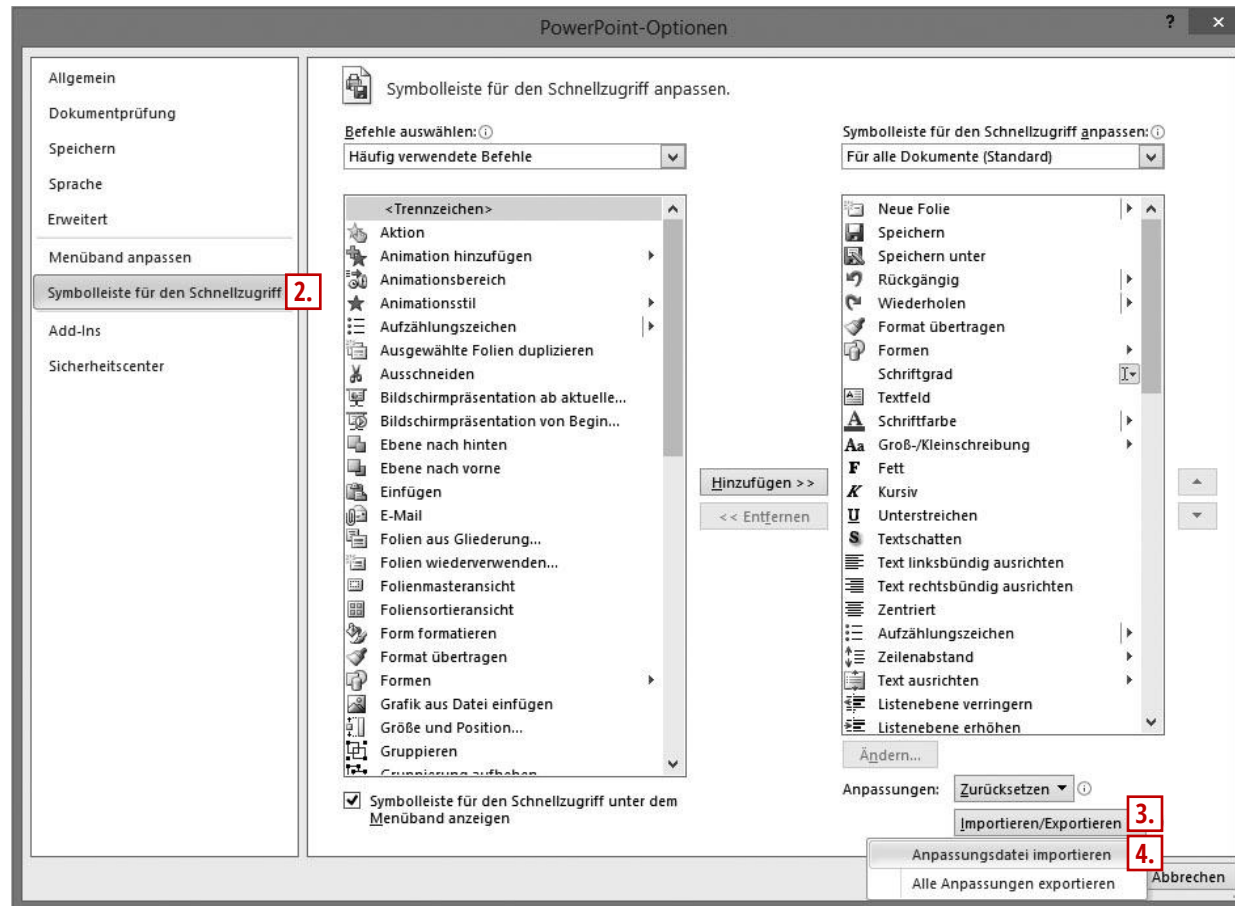 PowerPoint-Optionen
? ×
Allgemein
Dokumentprüfung
Speichern
Sprache
Erweitert
Menüband anpassen
Symbolleiste für den Schnellzugriff 2.
Add-Ins
Sicherheitscenter
Symbolleiste für den Schnellzugriff anpassen.
Befehle auswählen:
Häufig verwendete Befehle
<Trennzeichen>
Aktion
Animation hinzufügen
Animationsbereich
Animationsstil
Aufzählungszeichen
Ausgewählte Folien duplizieren
Ausschneiden
Bildschirmpräsentation ab aktuelle...
Bildschirmpräsentation von Begin...
Ebene nach hinten
Ebene nach vorne
Einfügen
E-Mail
Folien aus Gliederung...
Folien wiederverwenden...
Folienmasteransicht
Foliensortieransicht
Form formatieren
Format übertragen
Formen
Grafik aus Datei einfügen
Größe und Position...
Gruppieren
Gruppierung aufheben
Symbolleiste für den Schnellzugriff unter dem
Menüband anzeigen
Hinzufügen >>
<< Entfernen
Symbolleiste für den Schnellzugriff anpassen:
Für alle Dokumente (Standard)
Neue Folie
Speichern
Speichern unter
Rückgängig
Wiederholen
Format übertragen
Formen
Schriftgrad
Textfeld
A Schriftfarbe
Aa Groß-/Kleinschreibung
F Fett
K Kursiv
U Unterstreichen
S Textschatten
Text linksbündig ausrichten
Text rechtsbündig ausrichten
Zentriert
Aufzählungszeichen
Zeilenabstand
Text ausrichten
Listenebene verringern
Listenebene erhöhen
Ändern...
Anpassungen: Zurücksetzen
Importieren/Exportieren 3.
Anpassungsdatei importieren 4.
Alle Anpassungen exportieren
Abbrechen